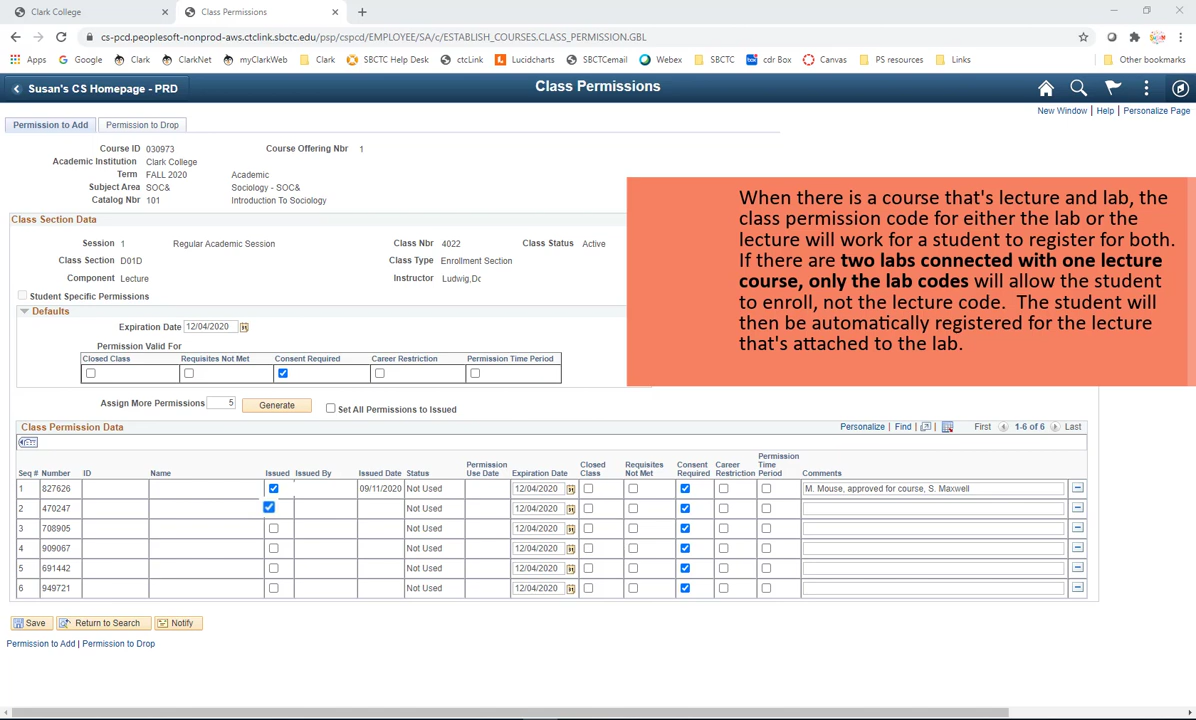 Clark College
Class Permissions
cs-pcd.peoplesoft-nonprod-aws.ctclink.sbctc.edu/psp/cspcd/EMPLOYEE/SA/c/ESTABLISH_COURSES.CLASS_PERMISSION.GBL
Apps Google Clark ClarkNet myClarkWeb Clark SBCTC Help Desk ctcLink Lucidcharts SBCTCemail Webex SBCTC cdr Box Canvas PS resources Links Other bookmarks
Susan's CS Homepage - PRD
Class Permissions
New Window | Help | Personalize Page
Permission to Add Permission to Drop
Course ID 030973 Course Offering Nbr 1
Academic Institution Clark College
Term FALL 2020 Academic
Subject Area SOC& Sociology - SOC&
Catalog Nbr 101 Introduction To Sociology
Class Section Data
Session 1 Regular Academic Session Class Nbr 4022 Class Status Active
Class Section D01D Class Type Enrollment Section
Component Lecture Instructor Ludwig,Dc
Student Specific Permissions
Defaults
Expiration Date 12/04/2020
Permission Valid For
Closed Class Requisites Not Met Consent Required Career Restriction Permission Time Period
Assign More Permissions 5 Generate Set All Permissions to Issued
When there is a course that's lecture and lab, the
class permission code for either the lab or the
lecture will work for a student to register for both.
If there are two labs connected with one lecture
course, only the lab codes will allow the student
to enroll, not the lecture code. The student will
then be automatically registered for the lecture
that's attached to the lab.
Class Permission Data Personalize | Find | | First 1-6 of 6 Last
Seq # Number ID Name Issued Issued By Issued Date Status Permission Use Date Expiration Date Closed Class Requisites Not Met Consent Required Career Restriction Permission Time Period Comments
1 827626 09/11/2020 Not Used 12/04/2020 M. Mouse, approved for course, S. Maxwell
2 470247 Not Used 12/04/2020
3 708905 Not Used 12/04/2020
4 909067 Not Used 12/04/2020
5 691442 Not Used 12/04/2020
6 949721 Not Used 12/04/2020
Save Return to Search Notify
Permission to Add | Permission to Drop